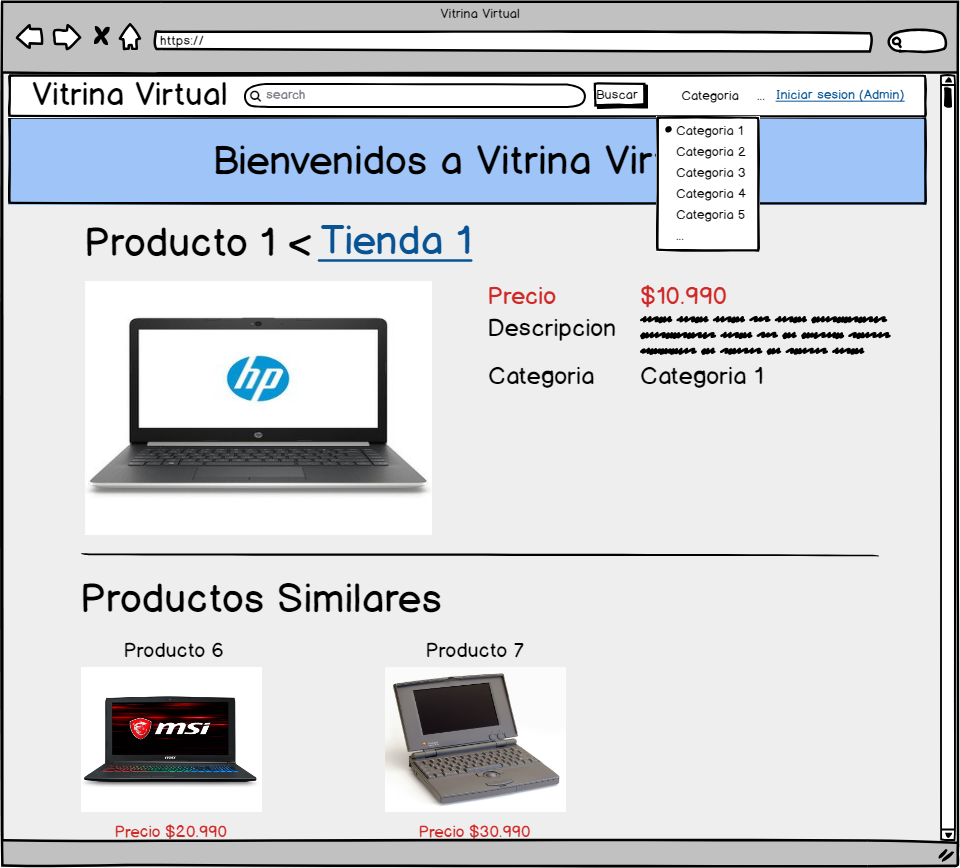 Vitrina Virtual
https://
Vitrina Virtual
search
Buscar
Categoria
...
Iniciar sesion (Admin)
Categoria 1
Categoria 2
Categoria 3
Categoria 4
Categoria 5
...
Bienvenidos a Vitrina Vir
Producto 1 < Tienda 1
hp
Precio $10.990
Descripcion
Categoria Categoria 1
Productos Similares
Producto 6 Producto 7
msi
Precio $20.990 Precio $30.990